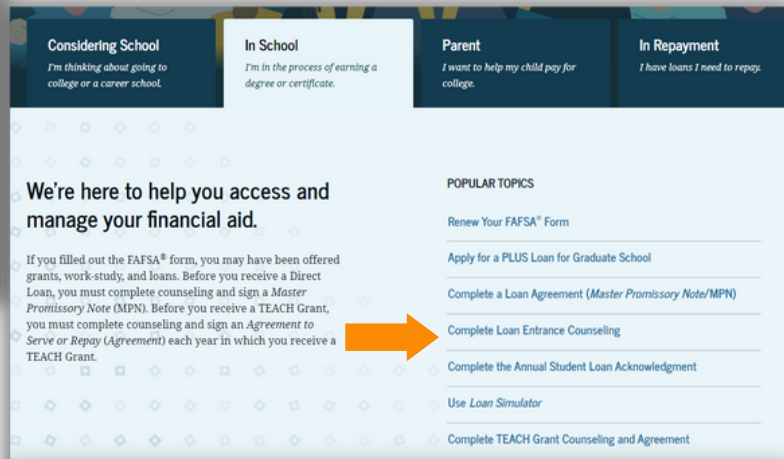 Considering School
I'm thinking about going to
college or a career school.
In School
I'm in the process of earning a
degree or certificate.
Parent
I want to help my child pay for
college.
In Repayment
I have loans I need to repay.
We're here to help you access and
manage your financial aid.
If you filled out the FAFSA® form, you may have been offered
grants, work-study, and loans. Before you receive a Direct
Loan, you must complete counseling and sign a Master
Promissory Note (MPN). Before you receive a TEACH Grant,
you must complete counseling and sign an Agreement to
Serve or Repay (Agreement) each year in which you receive a
TEACH Grant.
POPULAR TOPICS
Renew Your FAFSA® Form
Apply for a PLUS Loan for Graduate School
Complete a Loan Agreement (Master Promissory Note/MPN)
Complete Loan Entrance Counseling
Complete the Annual Student Loan Acknowledgment
Use Loan Simulator
Complete TEACH Grant Counseling and Agreement